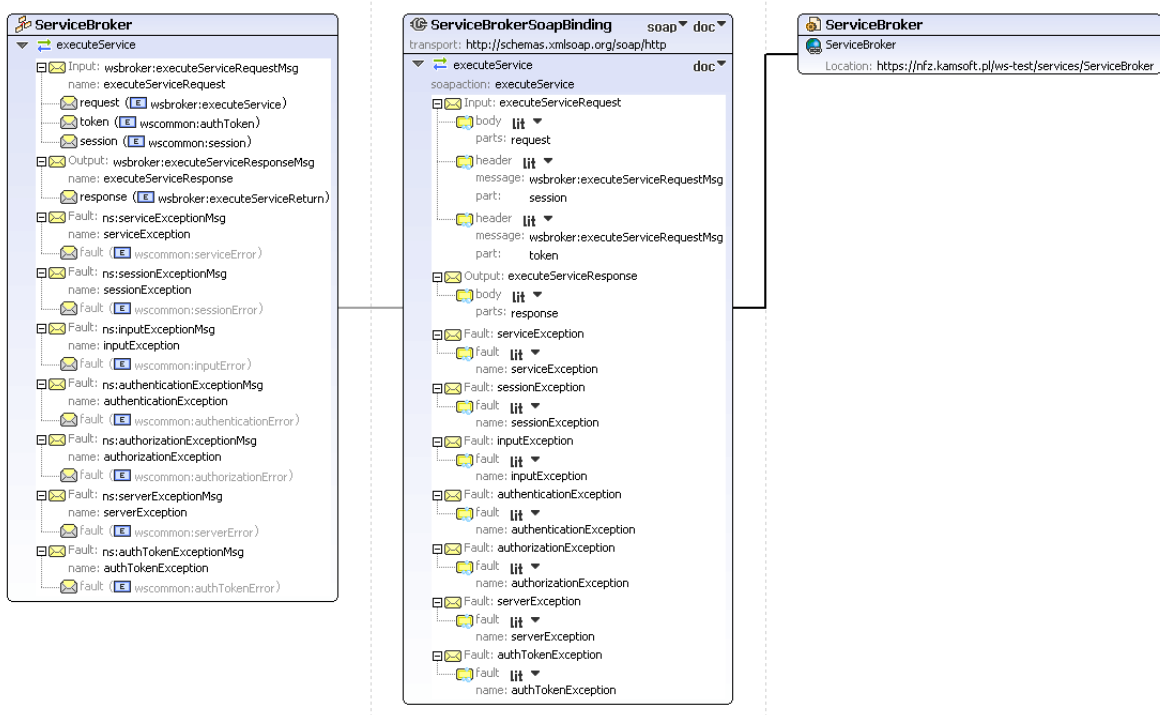 ServiceBroker
executeService
Input: wsbroker:executeServiceRequestMsg
name: executeServiceRequest
request (E wsbroker:executeService)
token (E wscommon:authToken)
session (E wscommon:session)
Output: wsbroker:executeServiceResponseMsg
name: executeServiceResponse
response (E wsbroker:executeServiceReturn)
Fault: ns:serviceExceptionMsg
name: serviceException
fault (E wscommon:serviceError)
Fault: ns:sessionExceptionMsg
name: sessionException
fault (E wscommon:sessionError)
Fault: ns:inputExceptionMsg
name: inputException
fault (E wscommon:inputError)
Fault: ns:authenticationExceptionMsg
name: authenticationException
fault (E wscommon:authenticationError)
Fault: ns:authorizationExceptionMsg
name: authorizationException
fault (E wscommon:authorizationError)
Fault: ns:serverExceptionMsg
name: serverException
fault (E wscommon:serverError)
Fault: ns:authTokenExceptionMsg
name: authTokenException
fault (E wscommon:authTokenError)
ServiceBrokerSoapBinding soap doc
transport: http://schemas.xmlsoap.org/soap/http
executeService doc
soapaction: executeService
Input: executeServiceRequest
body lit
parts: request
header lit
message: wsbroker:executeServiceRequestMsg
part: session
header lit
message: wsbroker:executeServiceRequestMsg
part: token
Output: executeServiceResponse
body lit
parts: response
Fault: serviceException
fault lit
name: serviceException
Fault: sessionException
fault lit
name: sessionException
Fault: inputException
fault lit
name: inputException
Fault: authenticationException
fault lit
name: authenticationException
Fault: authorizationException
fault lit
name: authorizationException
Fault: serverException
fault lit
name: serverException
Fault: authTokenException
fault lit
name: authTokenException
ServiceBroker
ServiceBroker
Location: https://nfz.kamsoft.pl/ws-test/services/ServiceBroker